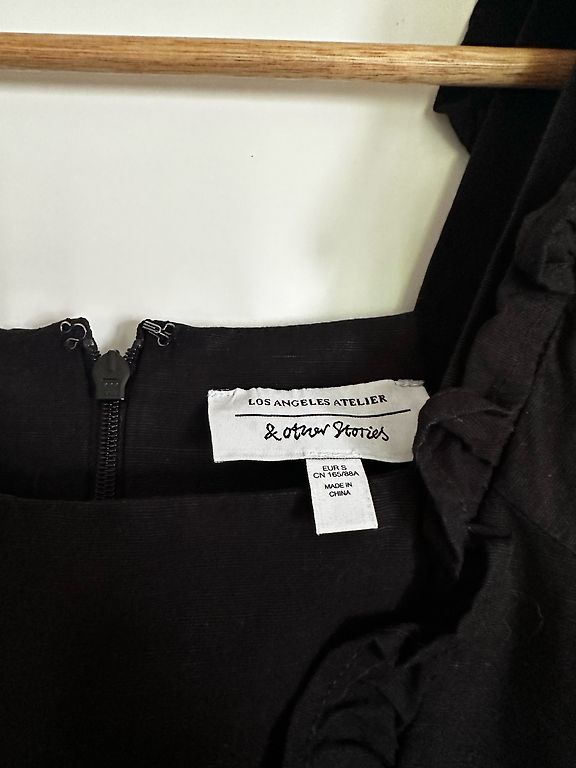 LOS ANGELES ATELIER
& other Stories
EUR S
CN 165/88A
MADE IN
CHINA